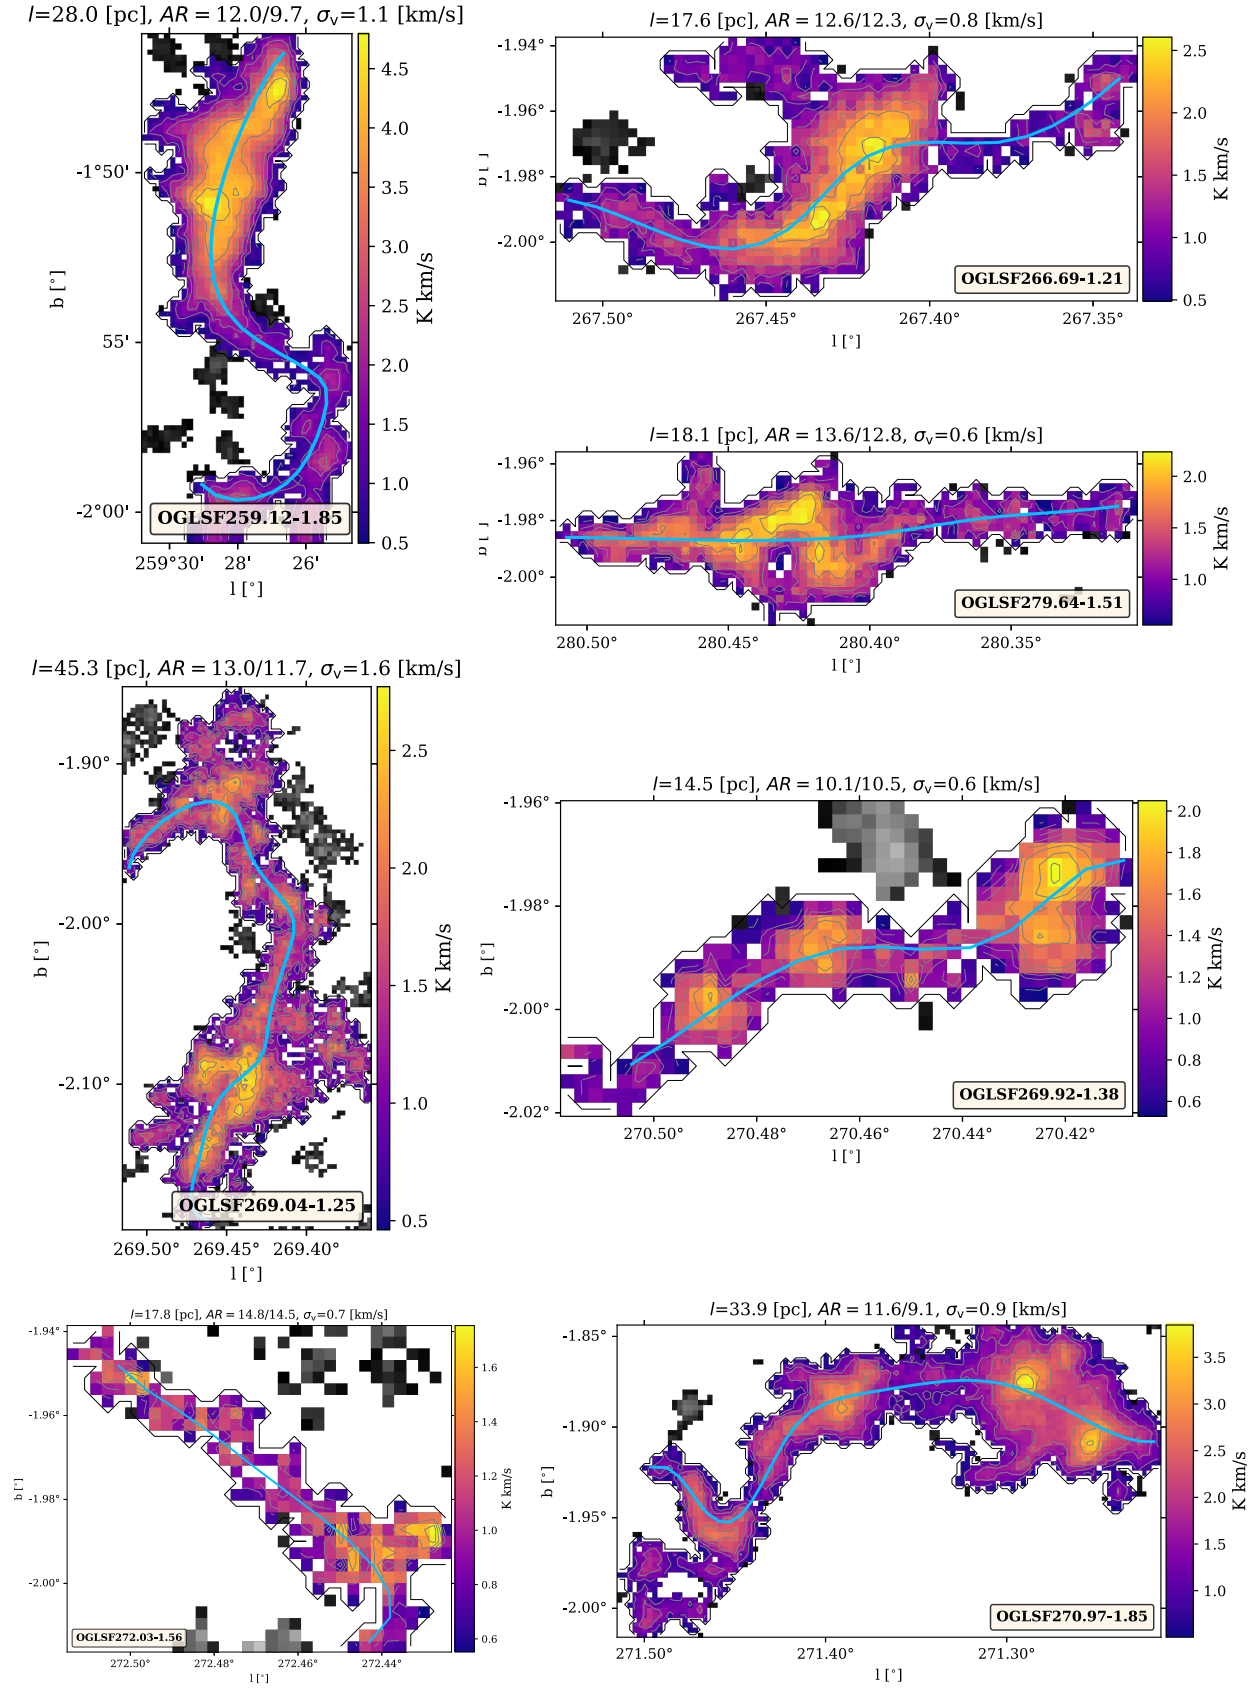 l=28.0 [pc], AR = 12.0/9.7, σv=1.1 [km/s]
4.5
4.0
3.5
3.0
2.5
2.0
1.5
1.0
0.5
K km/s
-1°50'
55'
-2°00'
b [°]
OGLSF259.12-1.85
259°30' 28' 26'
l [°]
l=17.6 [pc], AR = 12.6/12.3, σv=0.8 [km/s]
-1.94°
-1.96°
-1.98°
-2.00°
2.5
2.0
1.5
1.0
0.5
K km/s
OGLSF266.69-1.21
267.50° 267.45° 267.40° 267.35°
l [°]
l=18.1 [pc], AR = 13.6/12.8, σv=0.6 [km/s]
-1.96°
-1.98°
-2.00°
2.0
1.5
1.0
K km/s
OGLSF279.64-1.51
280.50° 280.45° 280.40° 280.35°
l [°]
l=45.3 [pc], AR = 13.0/11.7, σv=1.6 [km/s]
-1.90°
-2.00°
-2.10°
b [°]
2.5
2.0
1.5
1.0
0.5
K km/s
OGLSF269.04-1.25
269.50° 269.45° 269.40°
l [°]
l=14.5 [pc], AR = 10.1/10.5, σv=0.6 [km/s]
-1.96°
-1.98°
-2.00°
-2.02°
b [°]
2.0
1.8
1.6
1.4
1.2
1.0
0.8
0.6
K km/s
OGLSF269.92-1.38
270.50° 270.48° 270.46° 270.44° 270.42°
l [°]
l=17.8 [pc], AR = 14.8/14.5, σv=0.7 [km/s]
-1.94°
-1.96°
-1.98°
-2.00°
b [°]
1.6
1.4
1.2
1.0
0.8
0.6
K km/s
OGLSF272.03-1.56
272.50° 272.48° 272.46° 272.44°
l [°]
l=33.9 [pc], AR = 11.6/9.1, σv=0.9 [km/s]
-1.85°
-1.90°
-1.95°
-2.00°
b [°]
3.5
3.0
2.5
2.0
1.5
1.0
K km/s
OGLSF270.97-1.85
271.50° 271.40° 271.30°
l [°]